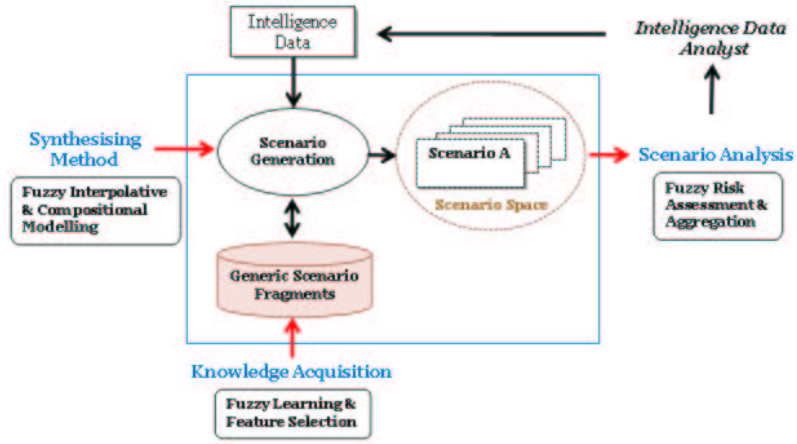 Intelligence
Data
Intelligence Data
Analyst
Synthesising
Method
Fuzzy Interpolative
& Compositional
Modelling
Scenario
Generation
Scenario A
Scenario Space
Scenario Analysis
Fuzzy Risk
Assessment &
Aggregation
Generic Scenario
Fragments
Knowledge Acquisition
Fuzzy Learning &
Feature Selection